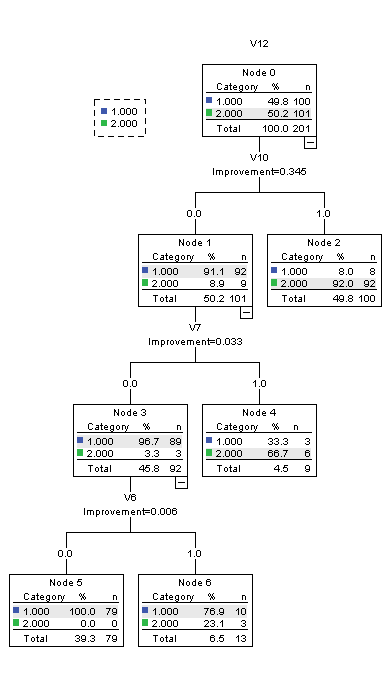 V12
Node 0
Category % n
1.000 49.8 100
2.000 50.2 101
Total 100.0 201
1.000
2.000
V10
Improvement=0.345
0.0 1.0
Node 1
Category % n
1.000 91.1 92
2.000 8.9 9
Total 50.2 101
Node 2
Category % n
1.000 8.0 8
2.000 92.0 92
Total 49.8 100
V7
Improvement=0.033
0.0 1.0
Node 3
Category % n
1.000 96.7 89
2.000 3.3 3
Total 45.8 92
Node 4
Category % n
1.000 33.3 3
2.000 66.7 6
Total 4.5 9
V6
Improvement=0.006
0.0 1.0
Node 5
Category % n
1.000 100.0 79
2.000 0.0 0
Total 39.3 79
Node 6
Category % n
1.000 76.9 10
2.000 23.1 3
Total 6.5 13